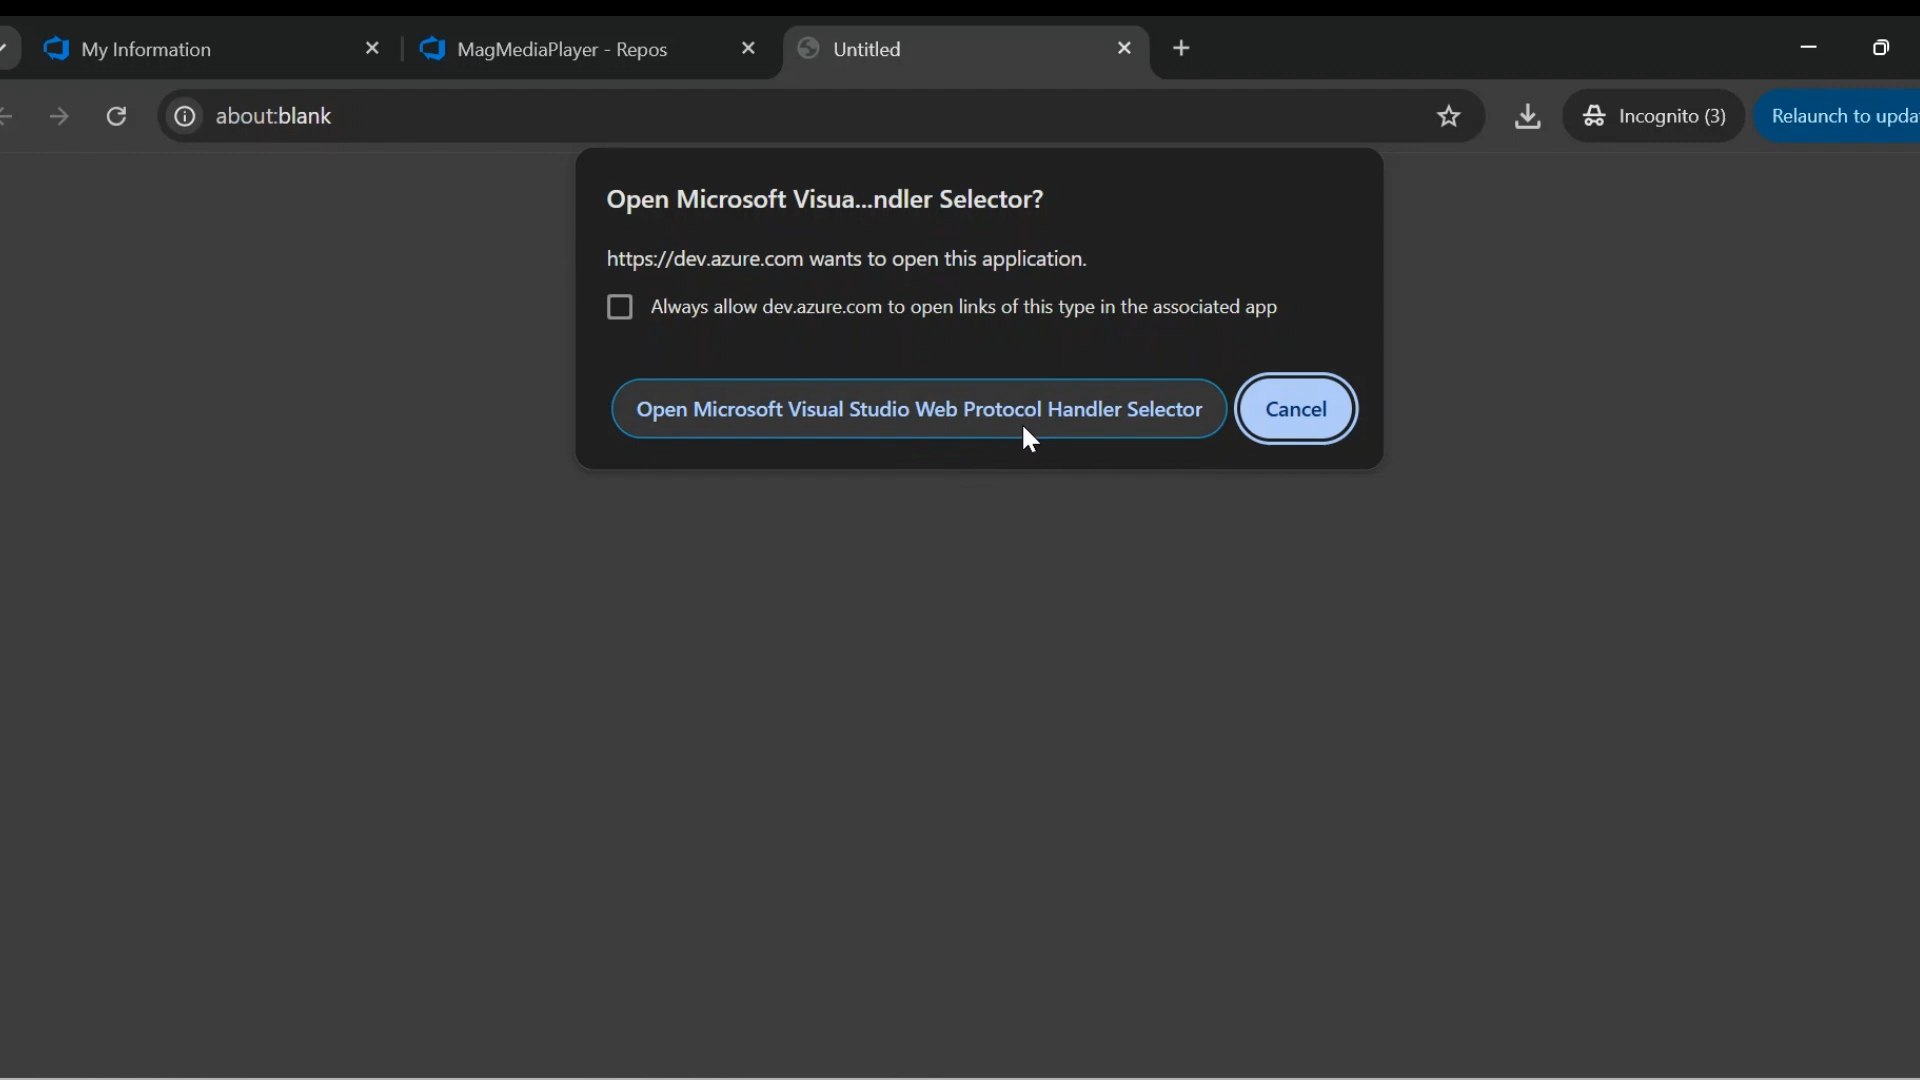 My Information
MagMediaPlayer - Repos
Untitled
about:blank
Incognito (3)
Relaunch to upda
Open Microsoft Visua...ndler Selector?
https://dev.azure.com wants to open this application.
Always allow dev.azure.com to open links of this type in the associated app
Open Microsoft Visual Studio Web Protocol Handler Selector
Cancel